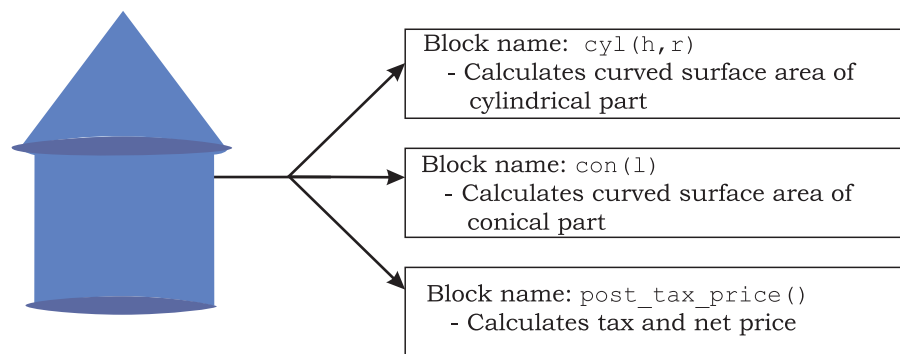 Block name: cyl(h,r)
- Calculates curved surface area of
cylindrical part
Block name: con(l)
- Calculates curved surface area of
conical part
Block name: post_tax_price()
- Calculates tax and net price